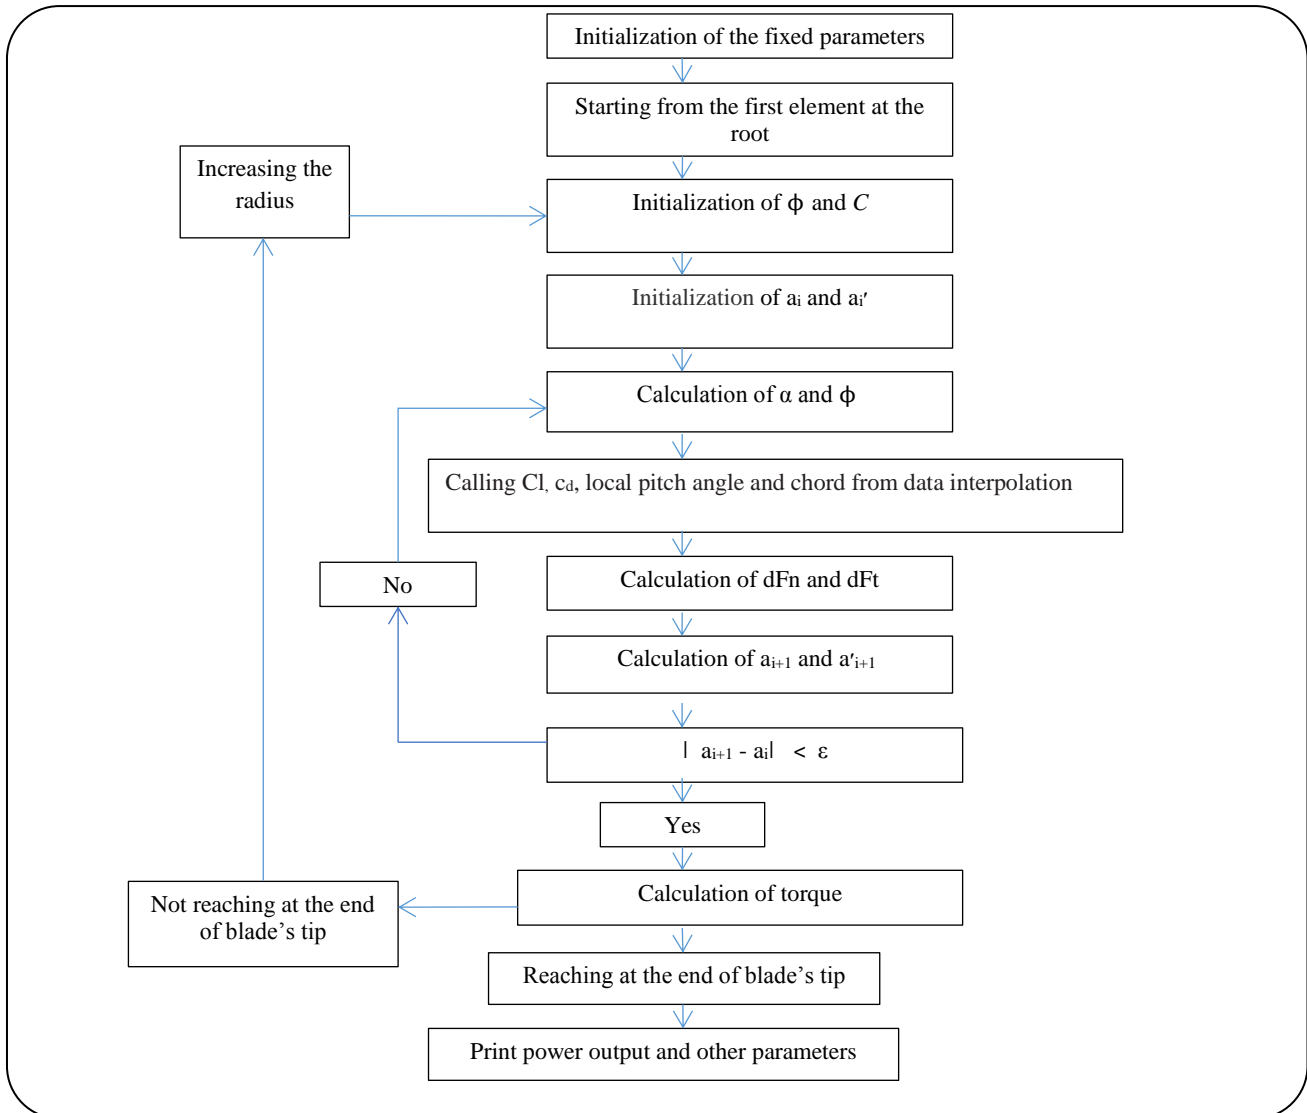 Initialization of the fixed parameters
Starting from the first element at the
root
Increasing the
radius
Initialization of ϕ and C
Initialization of aᵢ and aᵢ′
Calculation of α and ϕ
Calling Cl, c_d, local pitch angle and chord from data interpolation
Calculation of dFn and dFt
No
Calculation of aᵢ₊₁ and a′ᵢ₊₁
| aᵢ₊₁ - aᵢ| < ε
Yes
Calculation of torque
Not reaching at the end
of blade’s tip
Reaching at the end of blade’s tip
Print power output and other parameters